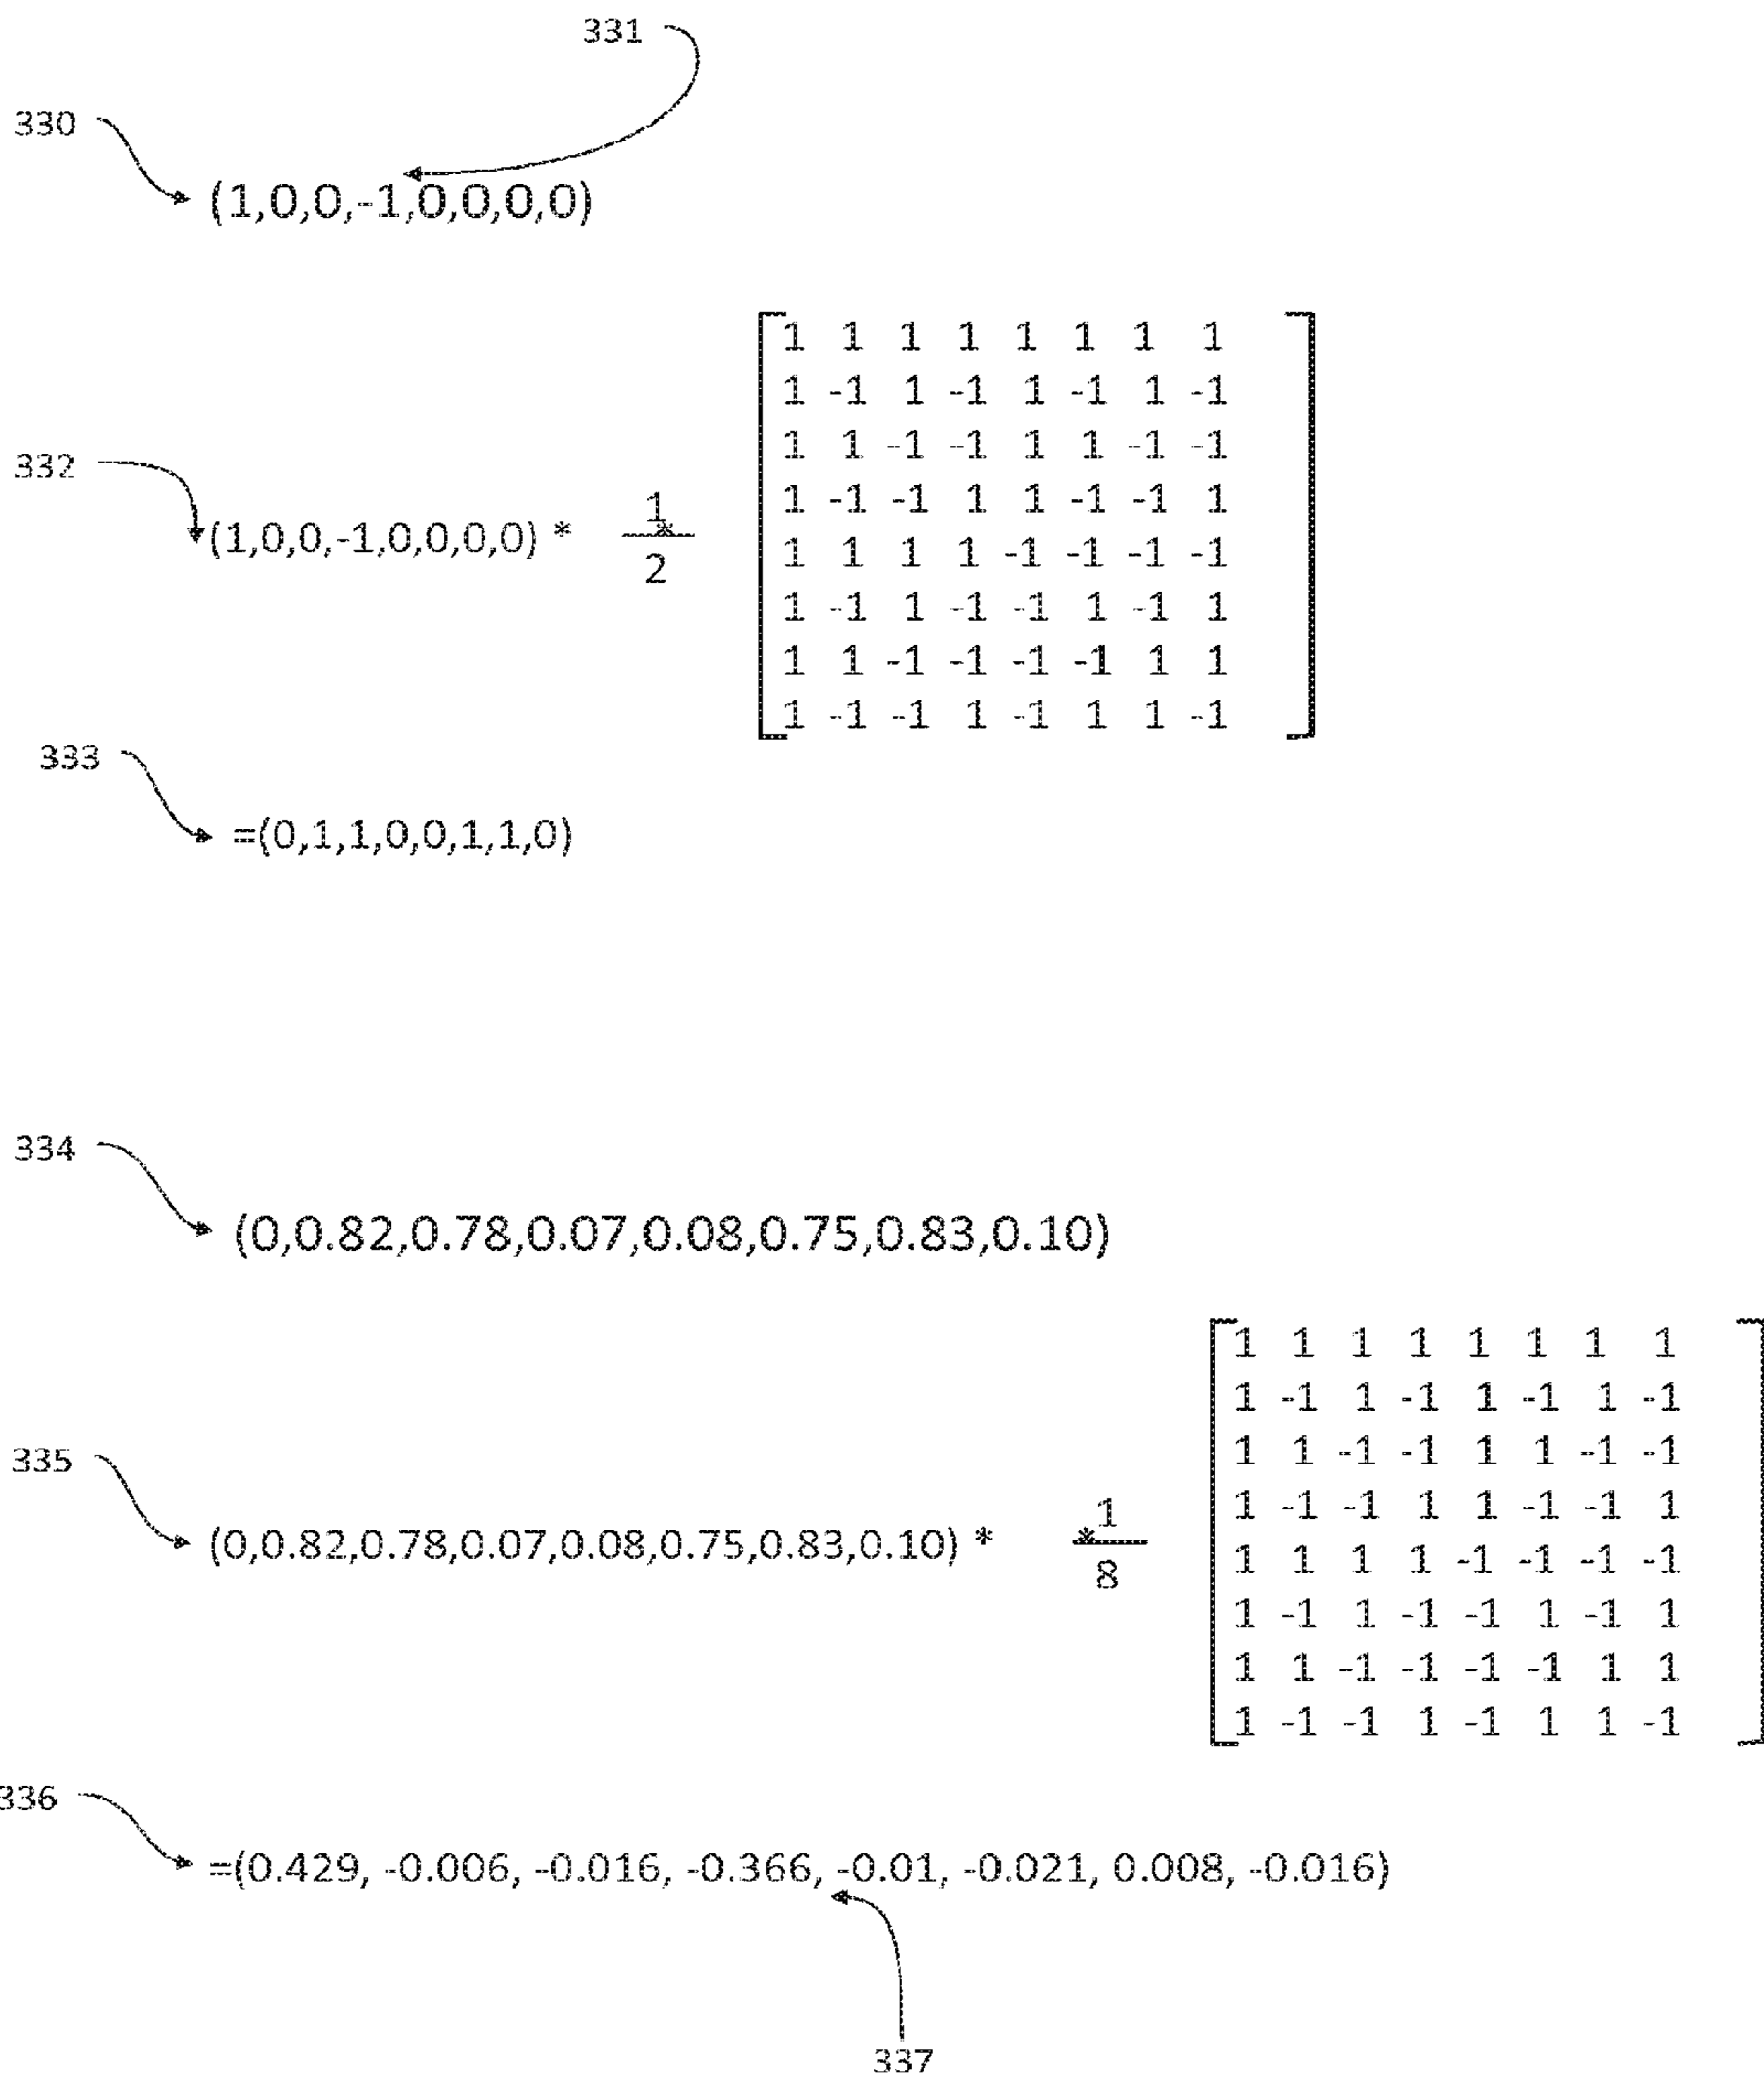 331
330
(1,0,0,-1,0,0,0,0)
1 1 1 1 1 1 1 1
1 -1 1 -1 1 -1 1 -1
1 1 -1 -1 1 1 -1 -1
1 -1 -1 1 1 -1 -1 1
1 1 1 1 -1 -1 -1 -1
1 -1 1 -1 -1 1 -1 1
1 1 -1 -1 -1 -1 1 1
1 -1 -1 1 -1 1 1 -1
332
(1,0,0,-1,0,0,0,0) * 1
*
2
333
=(0,1,1,0,0,1,1,0)
334
(0,0.82,0.78,0.07,0.08,0.75,0.83,0.10)
1 1 1 1 1 1 1 1
1 -1 1 -1 1 -1 1 -1
1 1 -1 -1 1 1 -1 -1
1 -1 -1 1 1 -1 -1 1
1 1 1 1 -1 -1 -1 -1
1 -1 1 -1 -1 1 -1 1
1 1 -1 -1 -1 -1 1 1
1 -1 -1 1 -1 1 1 -1
335
(0,0.82,0.78,0.07,0.08,0.75,0.83,0.10) * 1
*
8
336
=(0.429, -0.006, -0.016, -0.366, -0.01, -0.021, 0.008, -0.016)
337